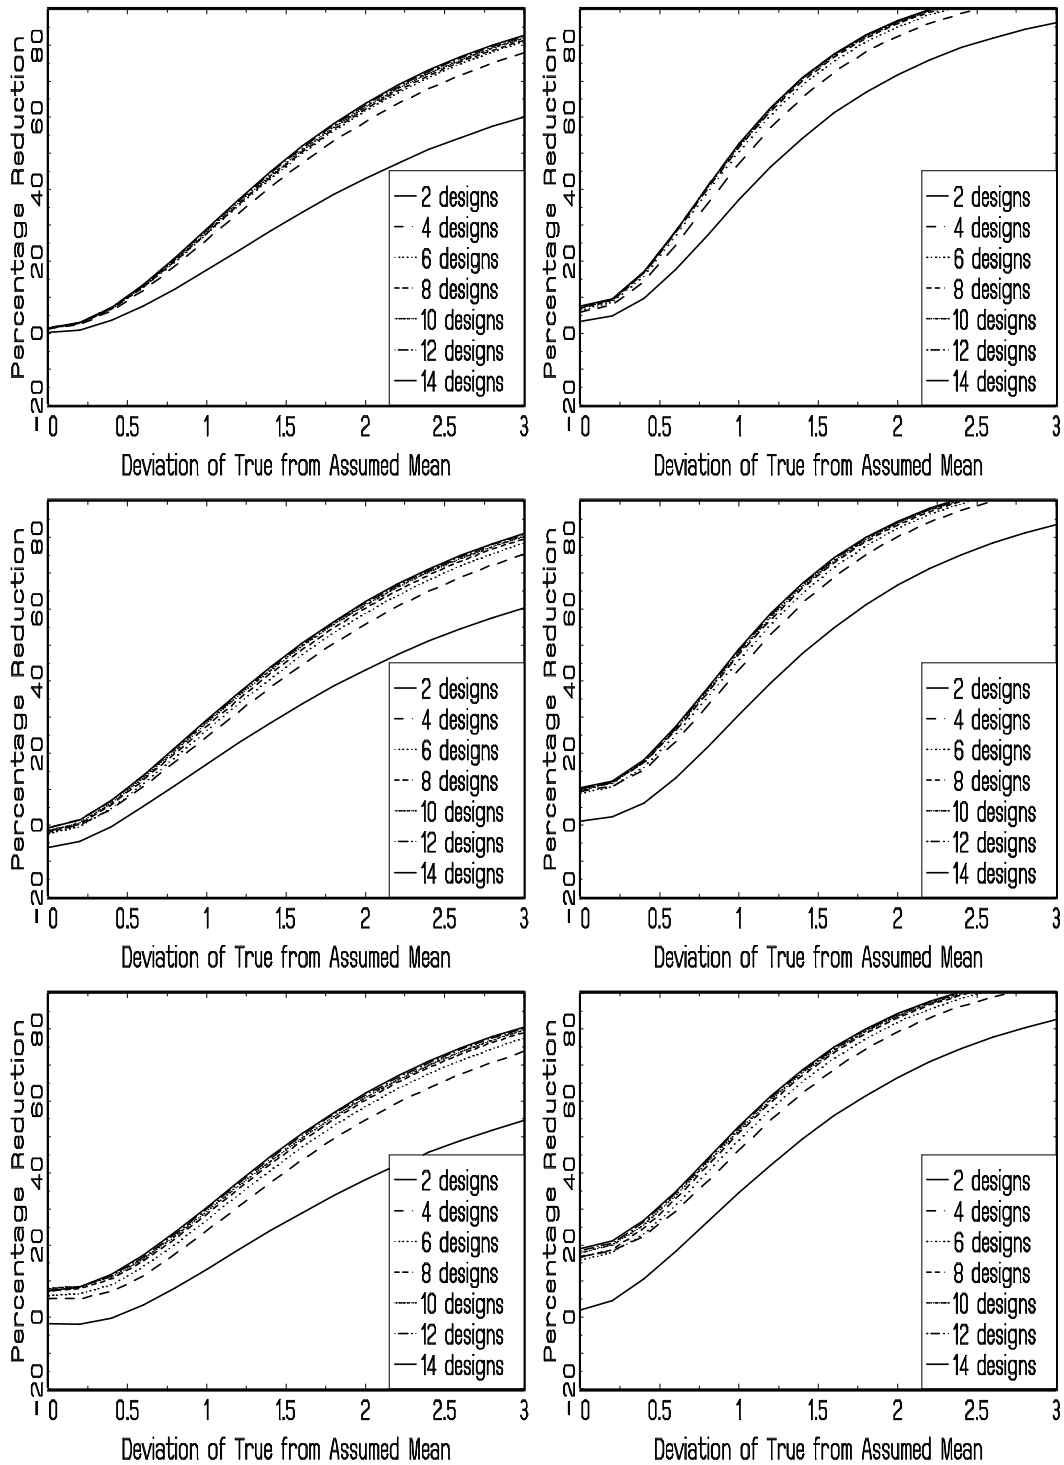 Percentage Reduction
-20 0 20 40 60 80
2 designs
4 designs
6 designs
8 designs
10 designs
12 designs
14 designs
0 0.5 1 1.5 2 2.5 3
Deviation of True from Assumed Mean
Percentage Reduction
-20 0 20 40 60 80
2 designs
4 designs
6 designs
8 designs
10 designs
12 designs
14 designs
0 0.5 1 1.5 2 2.5 3
Deviation of True from Assumed Mean
Percentage Reduction
-20 0 20 40 60 80
2 designs
4 designs
6 designs
8 designs
10 designs
12 designs
14 designs
0 0.5 1 1.5 2 2.5 3
Deviation of True from Assumed Mean
Percentage Reduction
-20 0 20 40 60 80
2 designs
4 designs
6 designs
8 designs
10 designs
12 designs
14 designs
0 0.5 1 1.5 2 2.5 3
Deviation of True from Assumed Mean
Percentage Reduction
-20 0 20 40 60 80
2 designs
4 designs
6 designs
8 designs
10 designs
12 designs
14 designs
0 0.5 1 1.5 2 2.5 3
Deviation of True from Assumed Mean
Percentage Reduction
-20 0 20 40 60 80
2 designs
4 designs
6 designs
8 designs
10 designs
12 designs
14 designs
0 0.5 1 1.5 2 2.5 3
Deviation of True from Assumed Mean